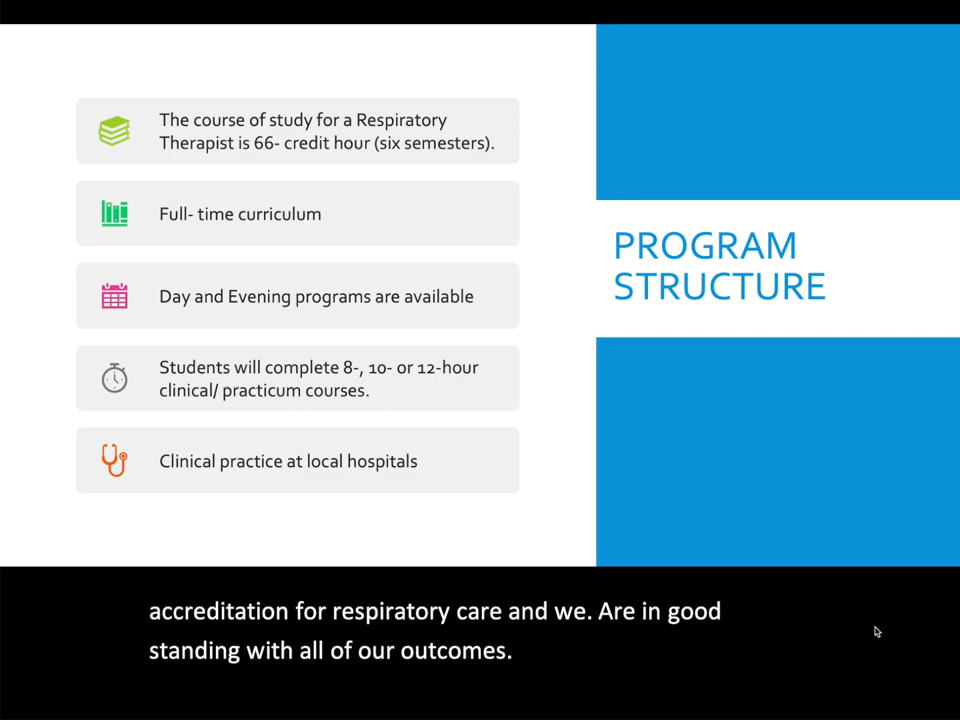 The course of study for a Respiratory
Therapist is 66- credit hour (six semesters).
Full- time curriculum
Day and Evening programs are available
Students will complete 8-, 10- or 12-hour
clinical/ practicum courses.
Clinical practice at local hospitals
PROGRAM
STRUCTURE
accreditation for respiratory care and we. Are in good
standing with all of our outcomes.